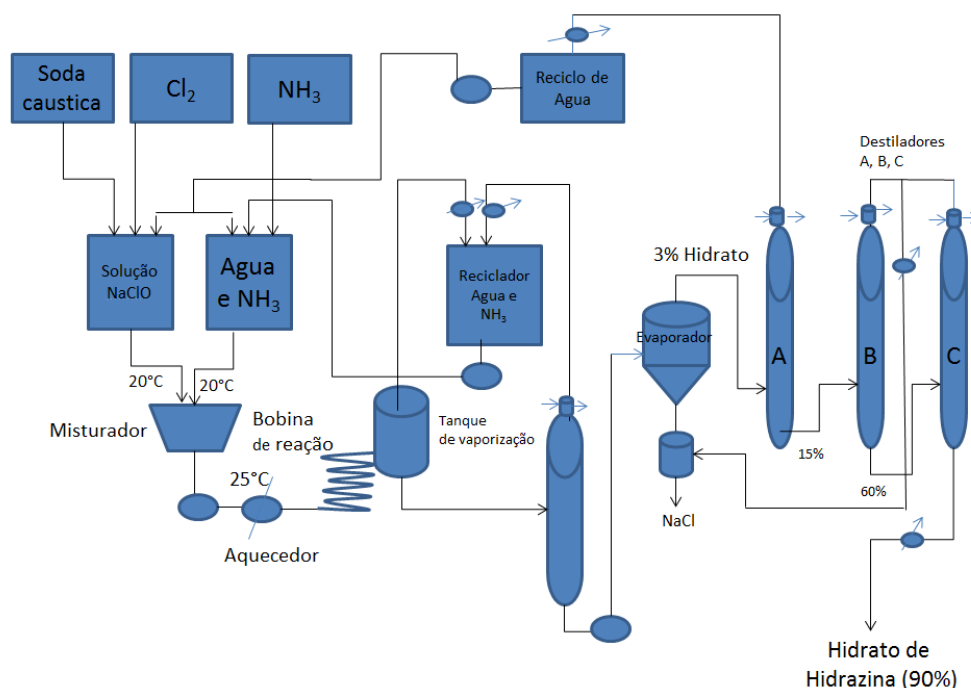 Soda
caustica
Cl₂
NH₃
Reciclo de
Agua
Destiladores
A, B, C
Solução
NaClO
Agua
e NH₃
Reciclador
Agua e
NH₃
3% Hidrato
Evaporador
A
B
C
20°C
20°C
Misturador
Bobina
de reação
Tanque
de vaporização
25°C
Aquecedor
15%
60%
NaCl
Hidrato de
Hidrazina (90%)